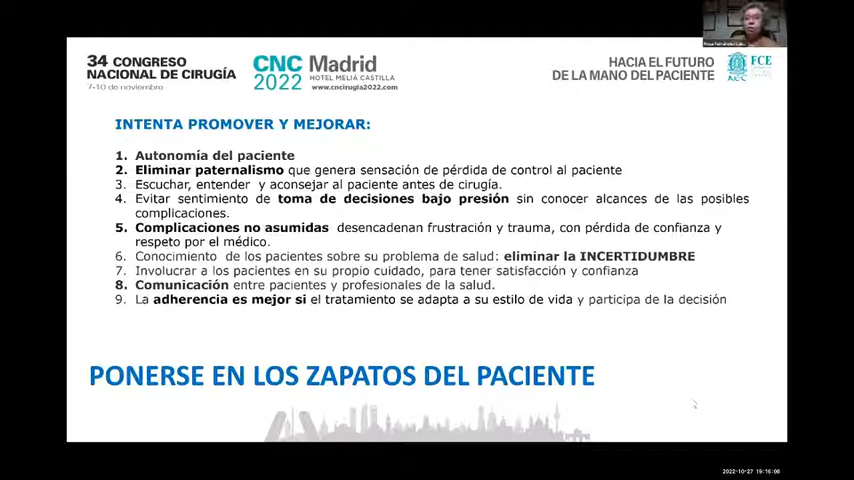 34 CONGRESO
NACIONAL DE CIRUGÍA
7-10 de noviembre
CNC
2022
Madrid
HOTEL MELIÁ CASTILLA
www.cncirugia2022.com
HACIA EL FUTURO
DE LA MANO DEL PACIENTE
AEC
FCE
INTENTA PROMOVER Y MEJORAR:
1. Autonomía del paciente
2. Eliminar paternalismo que genera sensación de pérdida de control al paciente
3. Escuchar, entender y aconsejar al paciente antes de cirugía.
4. Evitar sentimiento de toma de decisiones bajo presión sin conocer alcances de las posibles
complicaciones.
5. Complicaciones no asumidas desencadenan frustración y trauma, con pérdida de confianza y
respeto por el médico.
6. Conocimiento de los pacientes sobre su problema de salud: eliminar la INCERTIDUMBRE
7. Involucrar a los pacientes en su propio cuidado, para tener satisfacción y confianza
8. Comunicación entre pacientes y profesionales de la salud.
9. La adherencia es mejor si el tratamiento se adapta a su estilo de vida y participa de la decisión
PONERSE EN LOS ZAPATOS DEL PACIENTE
2022-10-27 19:16:06